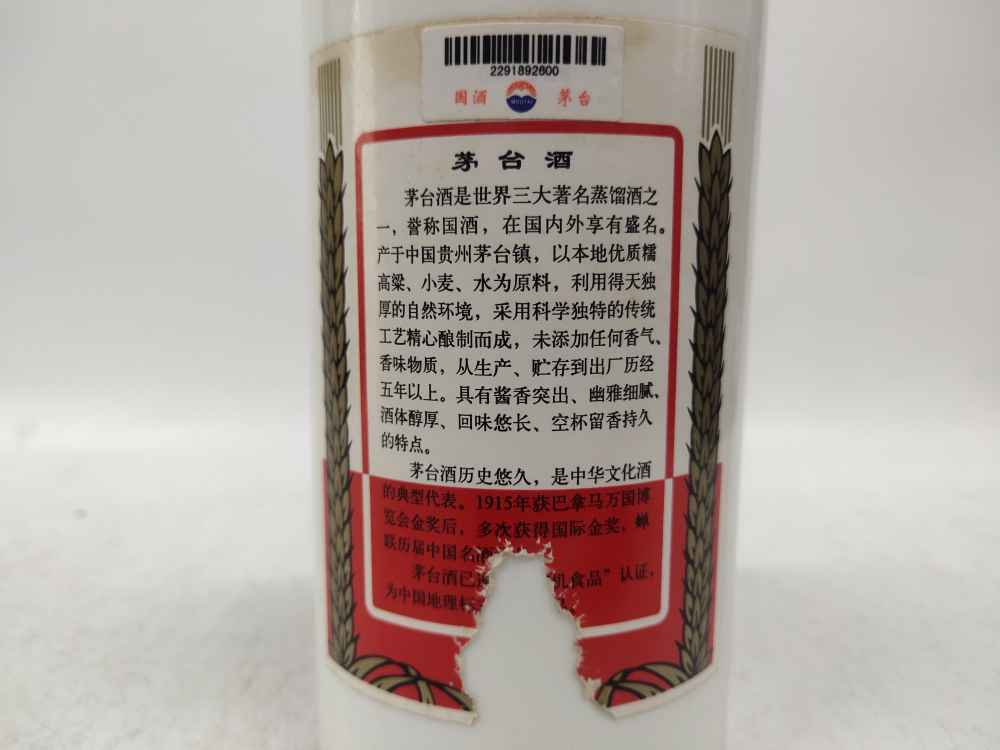 2291892600
国酒 MOUTAI 茅台
茅台酒
茅台酒是世界三大著名蒸馏酒之
一，誉称国酒，在国内外享有盛名。
产于中国贵州茅台镇，以本地优质糯
高粱、小麦、水为原料，利用得天独
厚的自然环境，采用科学独特的传统
工艺精心酿制而成，未添加任何香气、
香味物质，从生产、贮存到出厂历经
五年以上。具有酱香突出、幽雅细腻、
酒体醇厚、回味悠长、空杯留香持久
的特点。
茅台酒历史悠久，是中华文化酒
的典型代表。1915年获巴拿马万国博
览会金奖后，多次获得国际金奖，蝉
联历届中国名酒
茅台酒已 机食品”认证，
为中国地理标